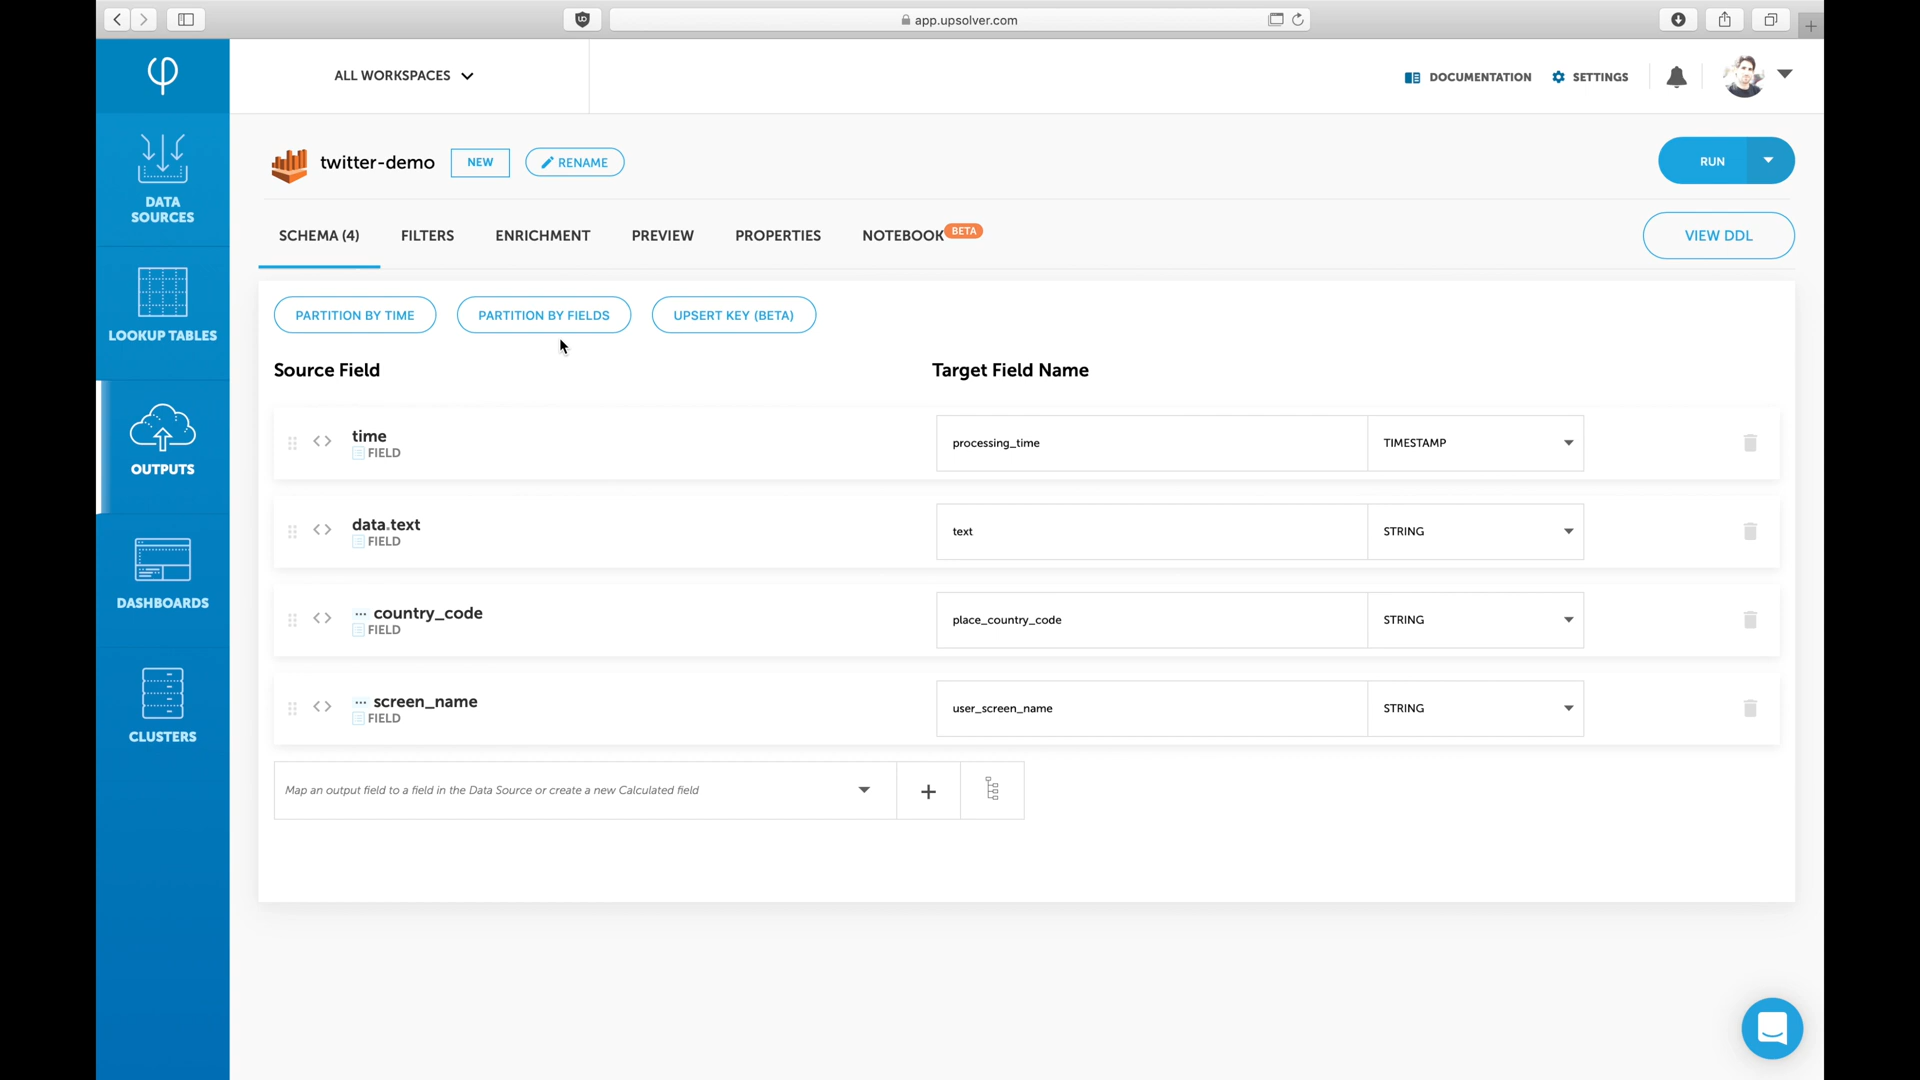 app.upsolver.com
ALL WORKSPACES
DOCUMENTATION
SETTINGS
DATA
SOURCES
LOOKUP TABLES
OUTPUTS
DASHBOARDS
CLUSTERS
twitter-demo
NEW
RENAME
RUN
SCHEMA (4)
FILTERS
ENRICHMENT
PREVIEW
PROPERTIES
NOTEBOOK BETA
VIEW DDL
PARTITION BY TIME
PARTITION BY FIELDS
UPSERT KEY (BETA)
Source Field
Target Field Name
time
FIELD
processing_time
TIMESTAMP
data.text
FIELD
text
STRING
... country_code
FIELD
place_country_code
STRING
... screen_name
FIELD
user_screen_name
STRING
Map an output field to a field in the Data Source or create a new Calculated field